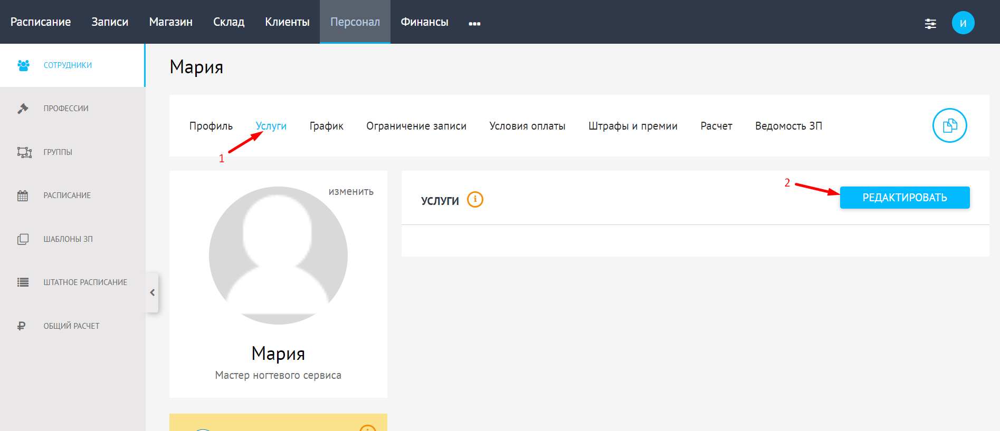 Расписание Записи Магазин Склад Клиенты Персонал Финансы ••• И
СОТРУДНИКИ
ПРОФЕССИИ
ГРУППЫ
РАСПИСАНИЕ
ШАБЛОНЫ ЗП
ШТАТНОЕ РАСПИСАНИЕ
ОБЩИЙ РАСЧЕТ
Мария
Профиль Услуги График Ограничение записи Условия оплаты Штрафы и премии Расчет Ведомость ЗП
1
изменить
Мария
Мастер ногтевого сервиса
УСЛУГИ i
2
РЕДАКТИРОВАТЬ